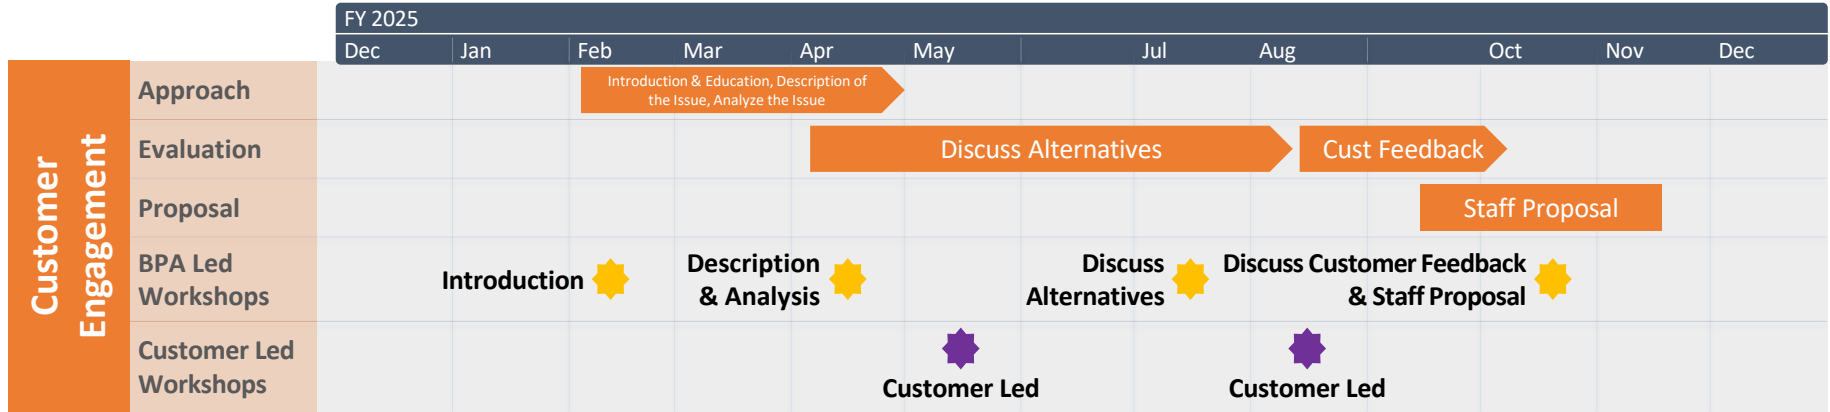 FY 2025
Dec Jan Feb Mar Apr May Jul Aug Oct Nov Dec
Customer
Engagement
Approach
Introduction & Education, Description of
the Issue, Analyze the Issue
Evaluation
Discuss Alternatives
Cust Feedback
Proposal
Staff Proposal
BPA Led
Workshops
Introduction
Description
& Analysis
Discuss
Alternatives
Discuss Customer Feedback
& Staff Proposal
Customer Led
Workshops
Customer Led
Customer Led